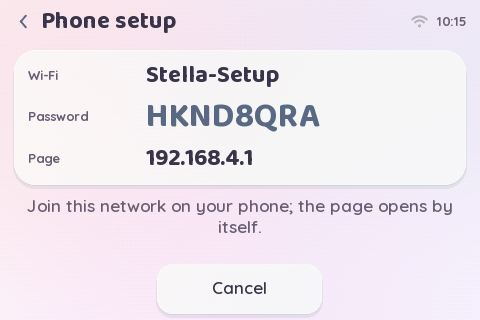 Phone setup
10:15
Wi-Fi Stella-Setup
Password HKND8QRA
Page 192.168.4.1
Join this network on your phone; the page opens by
itself.
Cancel